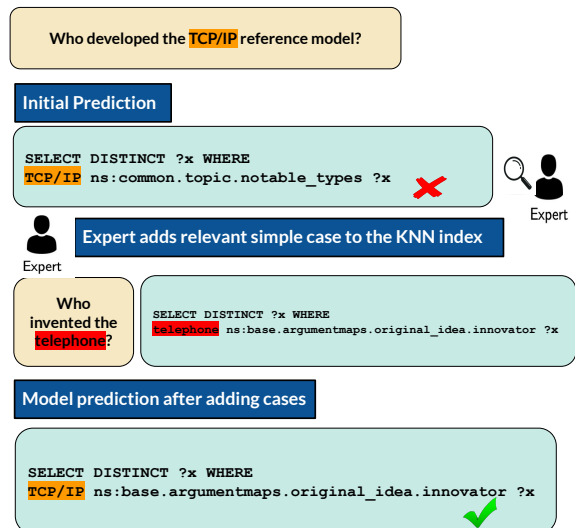 Who developed the TCP/IP reference model?
Initial Prediction
SELECT DISTINCT ?x WHERE
TCP/IP ns:common.topic.notable_types ?x
Expert
Expert adds relevant simple case to the KNN index
Expert
Who
invented the
telephone?
SELECT DISTINCT ?x WHERE
telephone ns:base.argumentmaps.original_idea.innovator ?x
Model prediction after adding cases
SELECT DISTINCT ?x WHERE
TCP/IP ns:base.argumentmaps.original_idea.innovator ?x